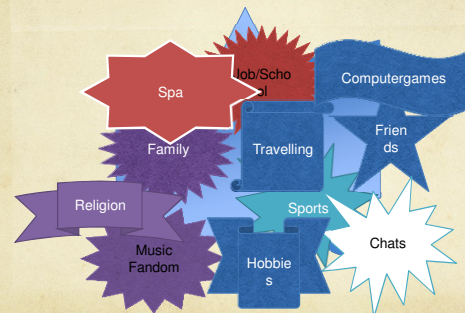 Job/Scho
ol
Computergames
Spa
Frien
ds
Family
Travelling
Religion
Sports
Chats
Music
Fandom
Hobbie
s